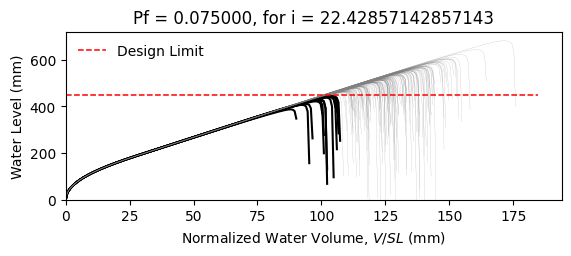 Pf = 0.075000, for i = 22.42857142857143
Design Limit
Water Level (mm)
600
400
200
0
0 25 50 75 100 125 150 175
Normalized Water Volume, V/SL (mm)